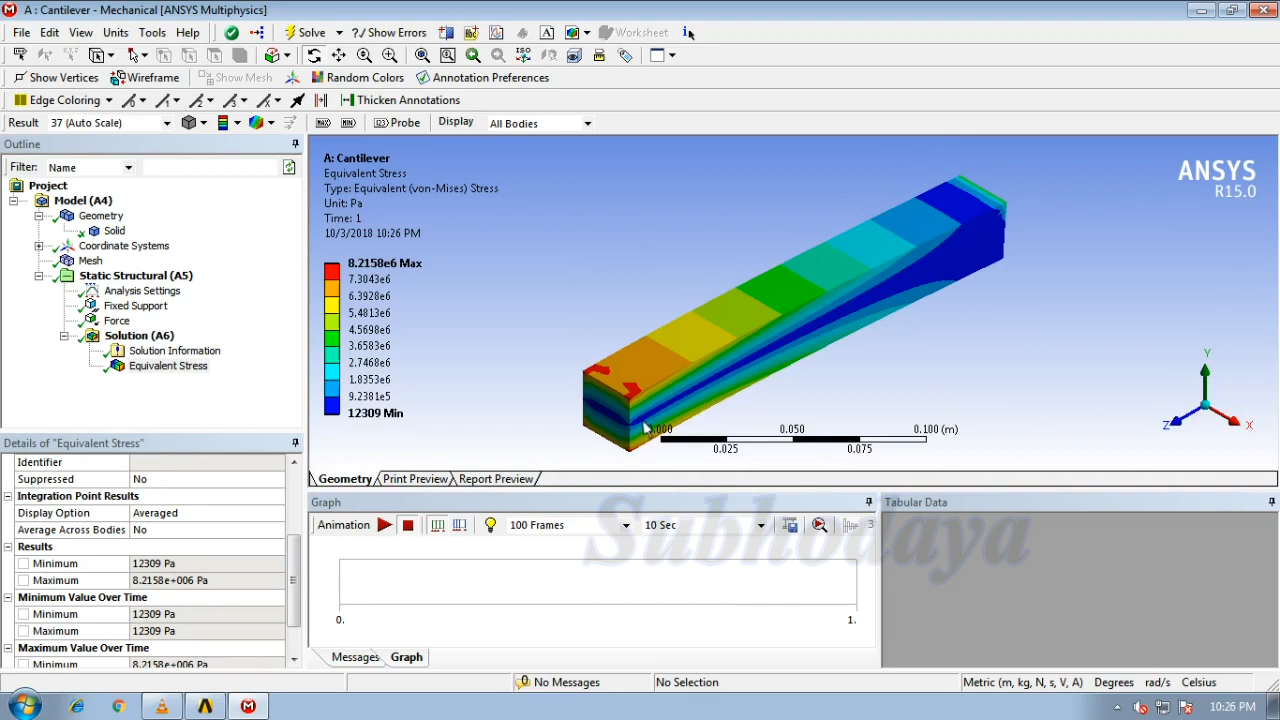 A : Cantilever - Mechanical [ANSYS Multiphysics]
File Edit View Units Tools Help Solve ?/ Show Errors Worksheet
Show Vertices Wireframe Show Mesh Random Colors Annotation Preferences
Edge Coloring Thicken Annotations
Result 37 (Auto Scale) Probe Display All Bodies
Outline
Filter: Name
Project
Model (A4)
Geometry
Solid
Coordinate Systems
Mesh
Static Structural (A5)
Analysis Settings
Fixed Support
Force
Solution (A6)
Solution Information
Equivalent Stress
Details of "Equivalent Stress"
Identifier
Suppressed No
Integration Point Results
Display Option Averaged
Average Across Bodies No
Results
Minimum 12309 Pa
Maximum 8.2158e+006 Pa
Minimum Value Over Time
Minimum 12309 Pa
Maximum 12309 Pa
Maximum Value Over Time
Minimum 8.2158e+006 Pa
A: Cantilever
Equivalent Stress
Type: Equivalent (von-Mises) Stress
Unit: Pa
Time: 1
10/3/2018 10:26 PM
8.2158e6 Max
7.3043e6
6.3928e6
5.4813e6
4.5698e6
3.6583e6
2.7468e6
1.8353e6
9.2381e5
12309 Min
ANSYS
R15.0
0.050 0.100 (m)
0.025 0.075
Y
Z X
Geometry Print Preview Report Preview
Graph
Animation 100 Frames 10 Sec 3
0. 1.
Messages Graph
Tabular Data
Subhodaya
0 No Messages No Selection Metric (m, kg, N, s, V, A) Degrees rad/s Celsius
10:26 PM